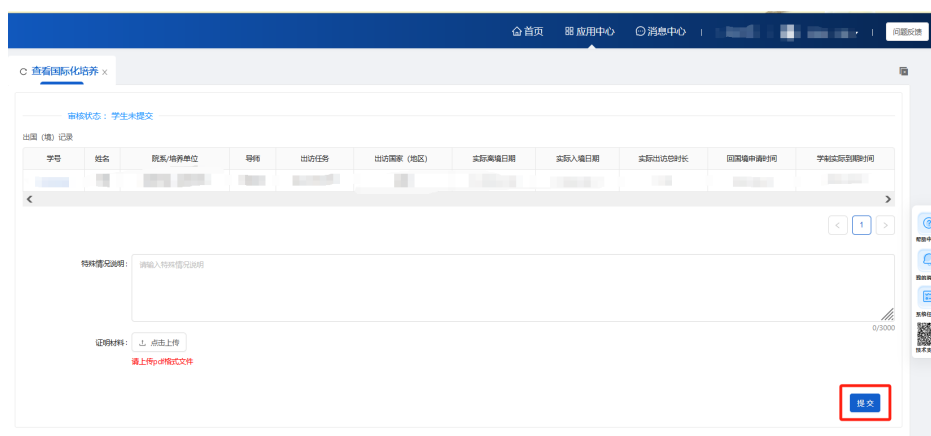 首页 应用中心 消息中心 问题反馈
查看国际化培养 x
审核状态：学生未提交
出国（境）记录
学号 姓名 院系/培养单位 导师 出访任务 出访国家（地区） 实际离境日期 实际入境日期 实际出访总时长 回国境申请时间 学制实际到期时间
< 1 >
特殊情况说明： 请输入特殊情况说明
0/3000
证明材料： 点击上传
请上传pdf格式文件
提交